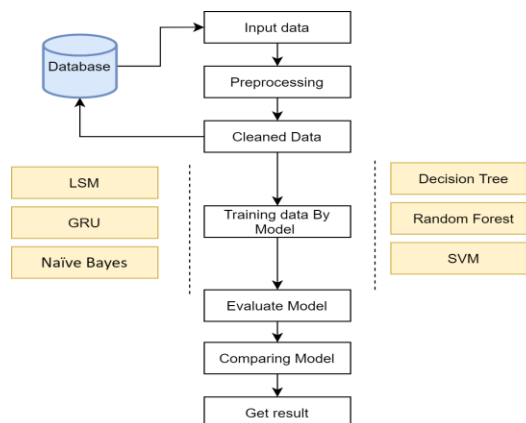 Input data
Database
Preprocessing
Cleaned Data
LSM
GRU
Naïve Bayes
Training data By
Model
Decision Tree
Random Forest
SVM
Evaluate Model
Comparing Model
Get result